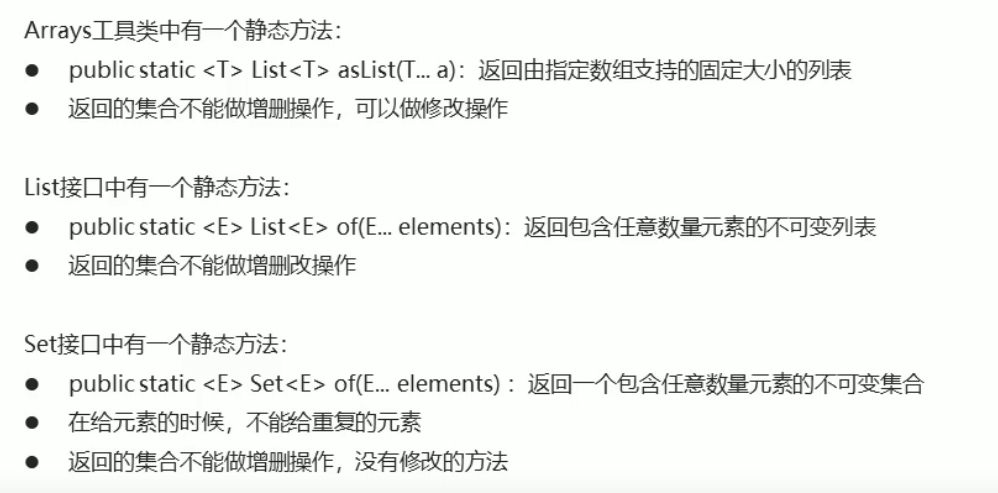 Arrays工具类中有一个静态方法：
● public static <T> List<T> asList(T... a)：返回由指定数组支持的固定大小的列表
● 返回的集合不能做增删操作，可以做修改操作
List接口中有一个静态方法：
● public static <E> List<E> of(E... elements)：返回包含任意数量元素的不可变列表
● 返回的集合不能做增删改操作
Set接口中有一个静态方法：
● public static <E> Set<E> of(E... elements) ：返回一个包含任意数量元素的不可变集合
● 在给元素的时候，不能给重复的元素
● 返回的集合不能做增删操作，没有修改的方法